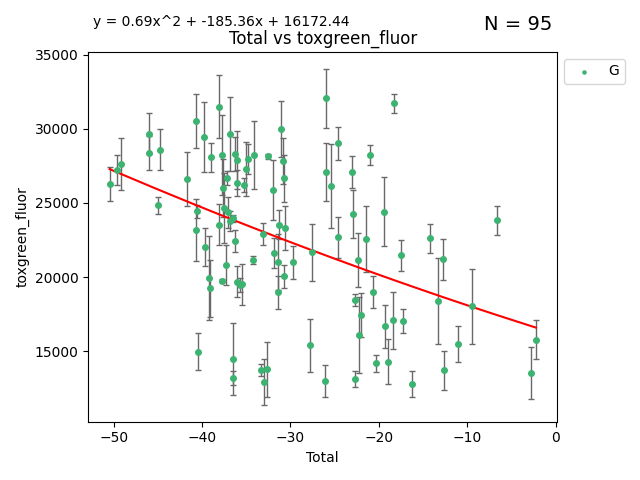 y = 0.69x^2 + -185.36x + 16172.44
N = 95
Total vs toxgreen_fluor
G
toxgreen_fluor
35000
30000
25000
20000
15000
−50 −40 −30 −20 −10 0
Total